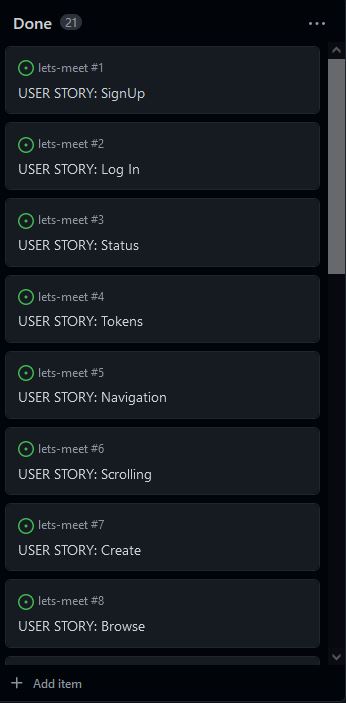 Done 21
lets-meet #1
USER STORY: SignUp
lets-meet #2
USER STORY: Log In
lets-meet #3
USER STORY: Status
lets-meet #4
USER STORY: Tokens
lets-meet #5
USER STORY: Navigation
lets-meet #6
USER STORY: Scrolling
lets-meet #7
USER STORY: Create
lets-meet #8
USER STORY: Browse
Add item